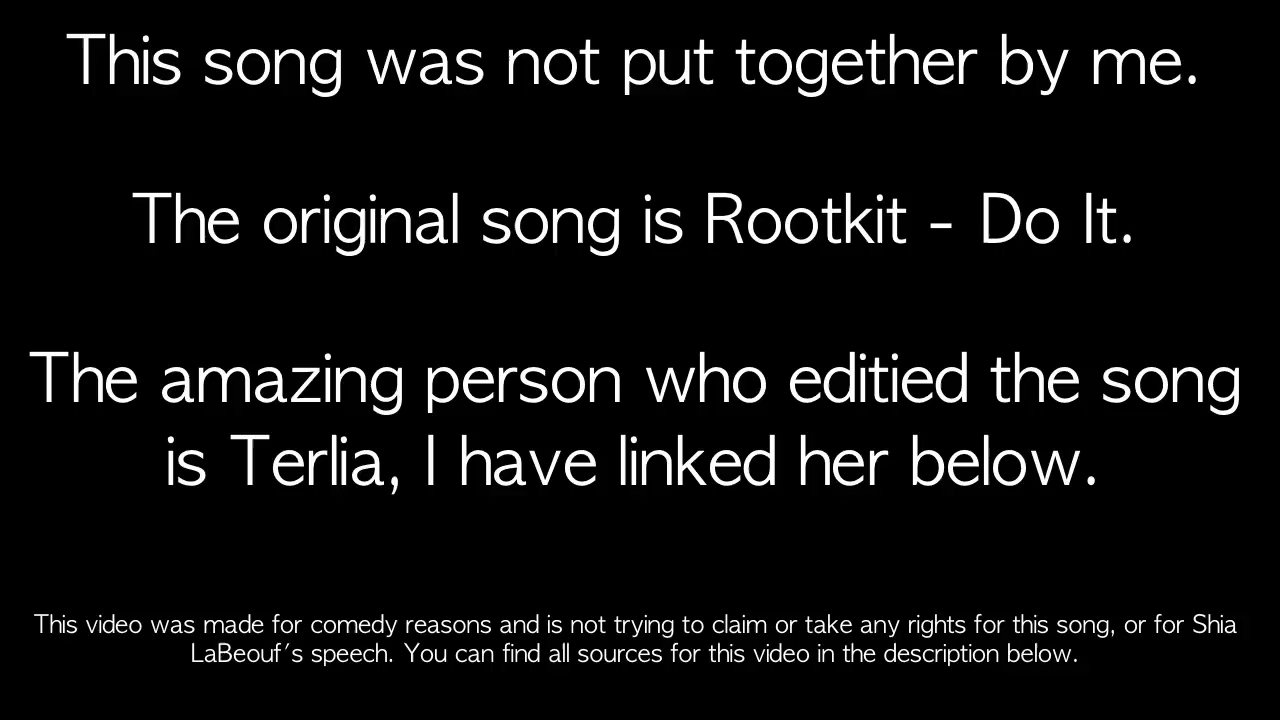 This song was not put together by me.
The original song is Rootkit - Do It.
The amazing person who editied the song
is Terlia, I have linked her below.
This video was made for comedy reasons and is not trying to claim or take any rights for this song, or for Shia
LaBeouf's speech. You can find all sources for this video in the description below.